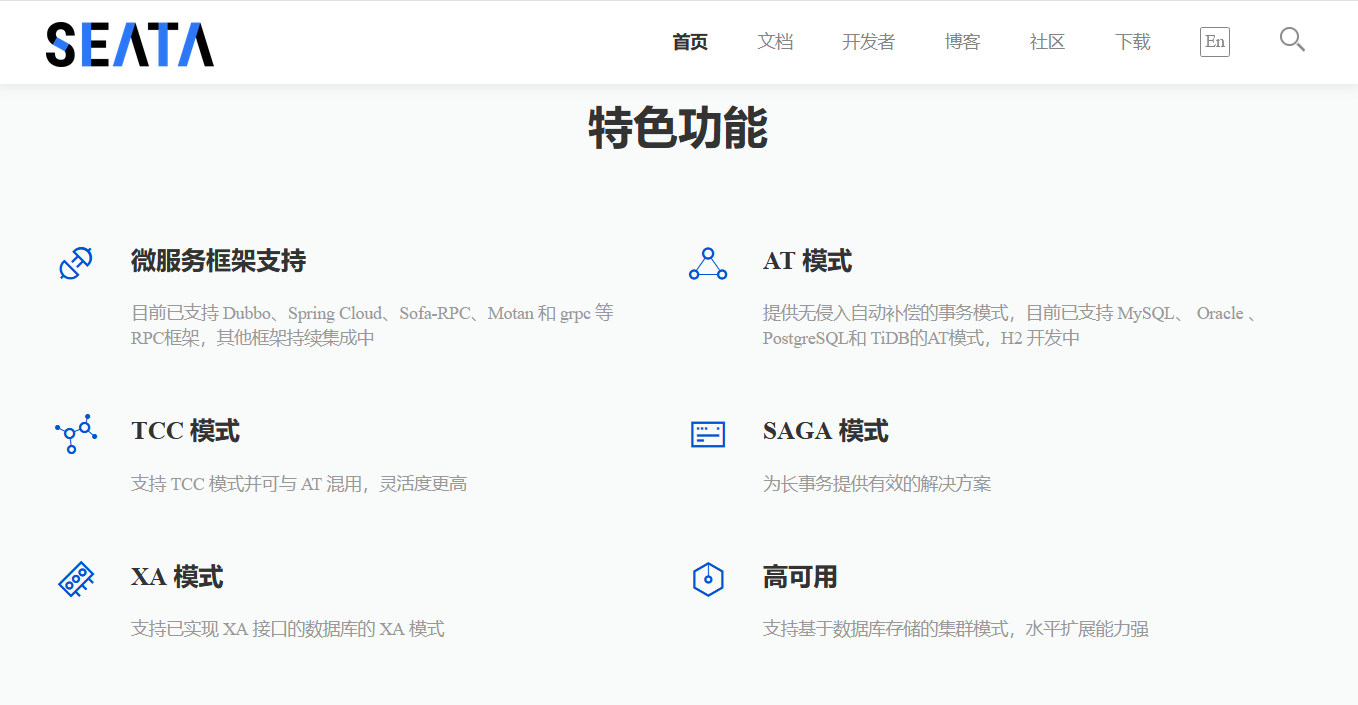 SEATA
首页 文档 开发者 博客 社区 下载 En
特色功能
微服务框架支持
目前已支持 Dubbo、Spring Cloud、Sofa-RPC、Motan 和 grpc 等
RPC框架，其他框架持续集成中
AT 模式
提供无侵入自动补偿的事务模式，目前已支持 MySQL、 Oracle 、
PostgreSQL和 TiDB的AT模式，H2 开发中
TCC 模式
支持 TCC 模式并可与 AT 混用，灵活度更高
SAGA 模式
为长事务提供有效的解决方案
XA 模式
支持已实现 XA 接口的数据库的 XA 模式
高可用
支持基于数据库存储的集群模式，水平扩展能力强